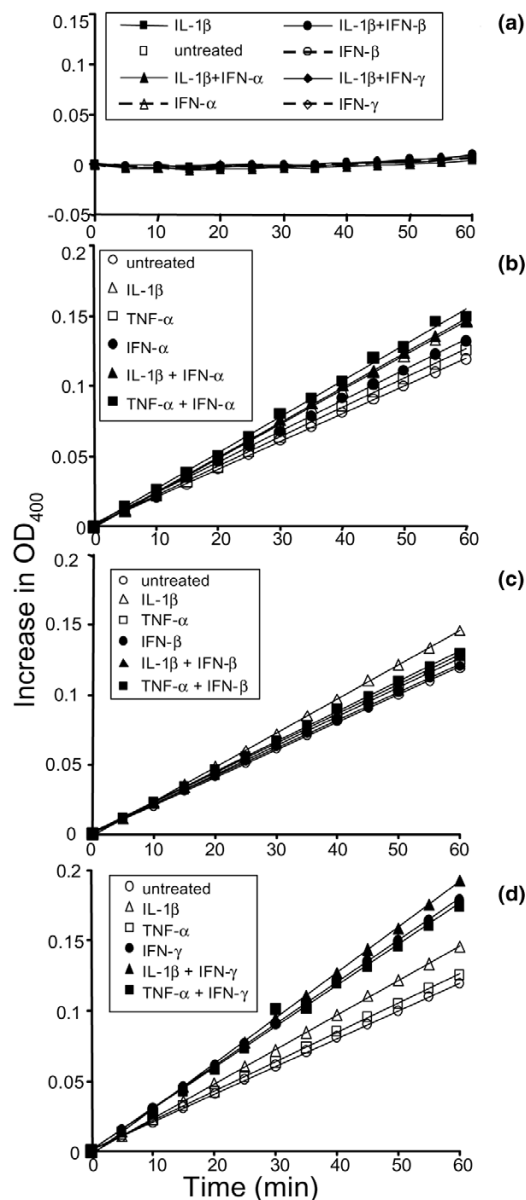 (a)
0.15
0.1
0.05
0
-0.05
IL-1β
untreated
IL-1β+IFN-α
IFN-α
IL-1β+IFN-β
IFN-β
IL-1β+IFN-γ
IFN-γ
0 10 20 30 40 50 60
(b)
0.2
0.15
0.1
0.05
0
untreated
IL-1β
TNF-α
IFN-α
IL-1β + IFN-α
TNF-α + IFN-α
0 10 20 30 40 50 60
Increase in OD400
(c)
0.2
0.15
0.1
0.05
0
untreated
IL-1β
TNF-α
IFN-β
IL-1β + IFN-β
TNF-α + IFN-β
0 10 20 30 40 50 60
(d)
0.2
0.15
0.1
0.05
0
untreated
IL-1β
TNF-α
IFN-γ
IL-1β + IFN-γ
TNF-α + IFN-γ
0 10 20 30 40 50 60
Time (min)